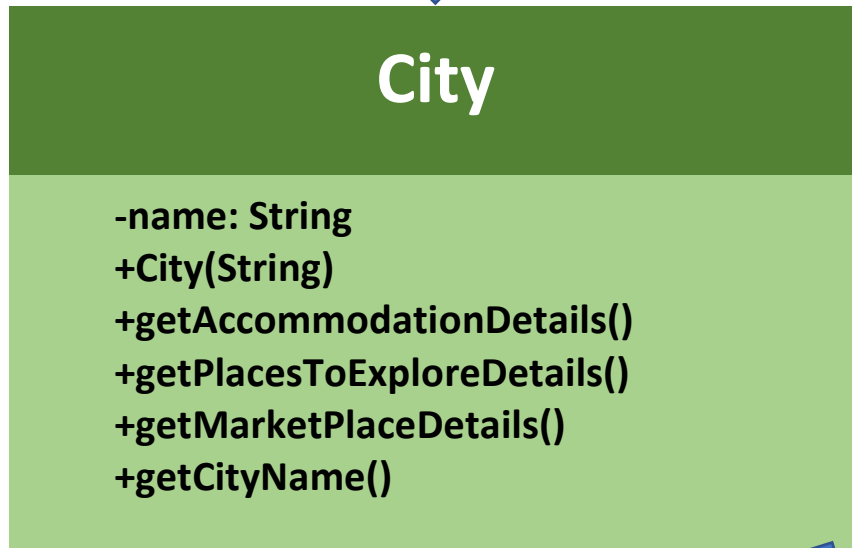 City
-name: String
+City(String)
+getAccommodationDetails()
+getPlacesToExploreDetails()
+getMarketPlaceDetails()
+getCityName()